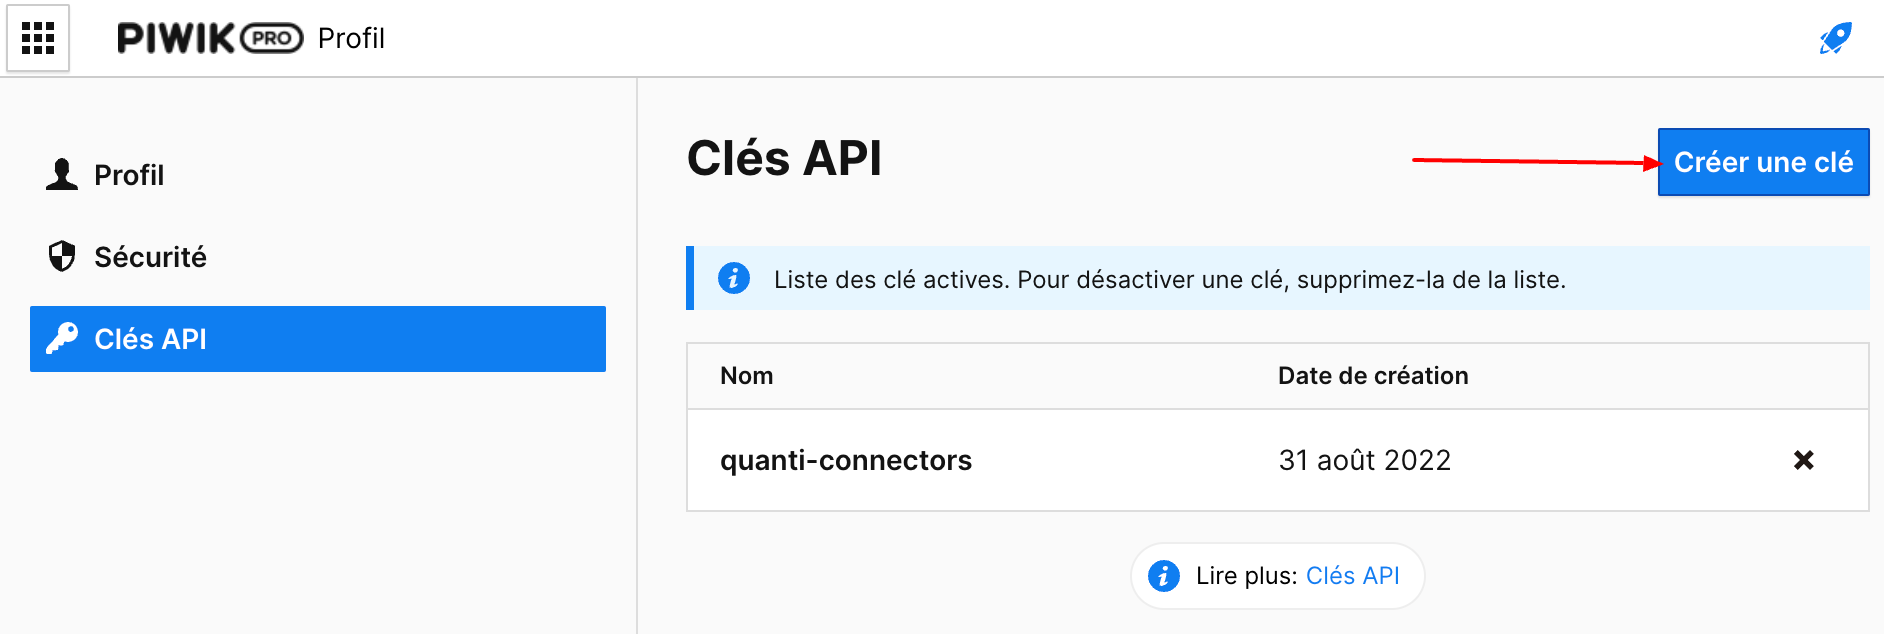 PIWIK PRO Profil
Profil
Sécurité
Clés API
Clés API
Créer une clé
Liste des clé actives. Pour désactiver une clé, supprimez-la de la liste.
Nom Date de création
quanti-connectors 31 août 2022
Lire plus: Clés API